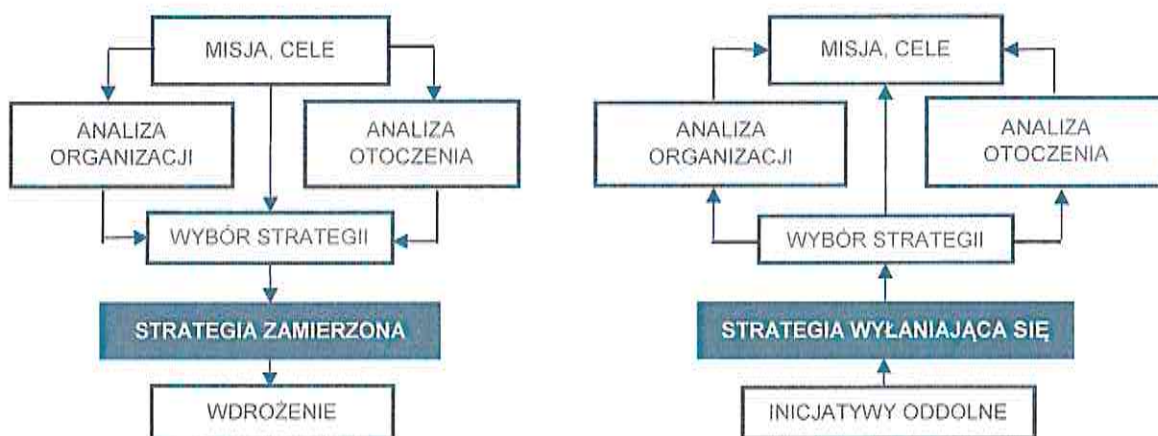 MISJA, CELE
ANALIZA
ORGANIZACJI
ANALIZA
OTOCZENIA
WYBÓR STRATEGII
STRATEGIA ZAMIERZONA
WDROŻENIE
MISJA, CELE
ANALIZA
ORGANIZACJI
ANALIZA
OTOCZENIA
WYBÓR STRATEGII
STRATEGIA WYŁANIAJĄCA SIĘ
INICJATYWY ODDOLNE